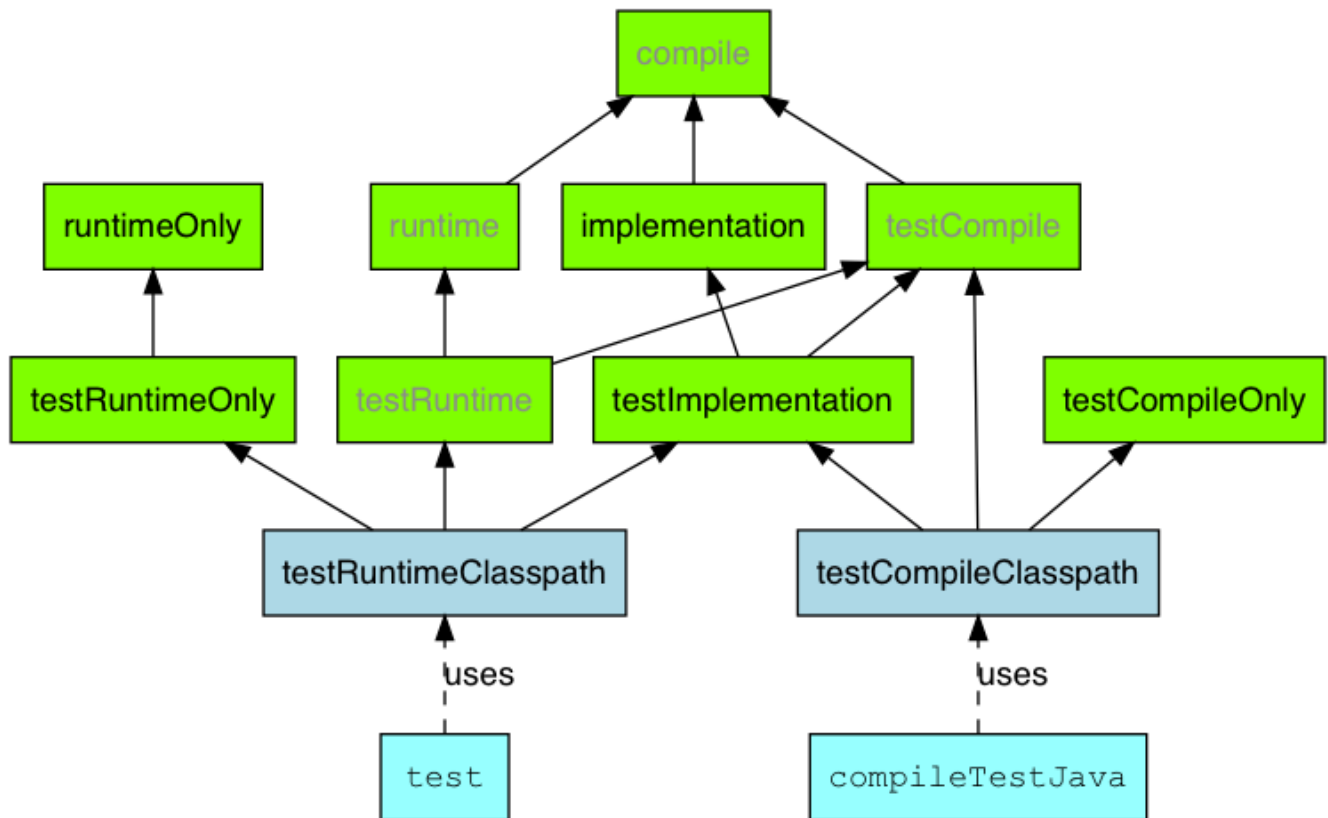 compile
runtimeOnly
runtime
implementation
testCompile
testRuntimeOnly
testRuntime
testImplementation
testCompileOnly
testRuntimeClasspath
testCompileClasspath
uses
uses
test
compileTestJava